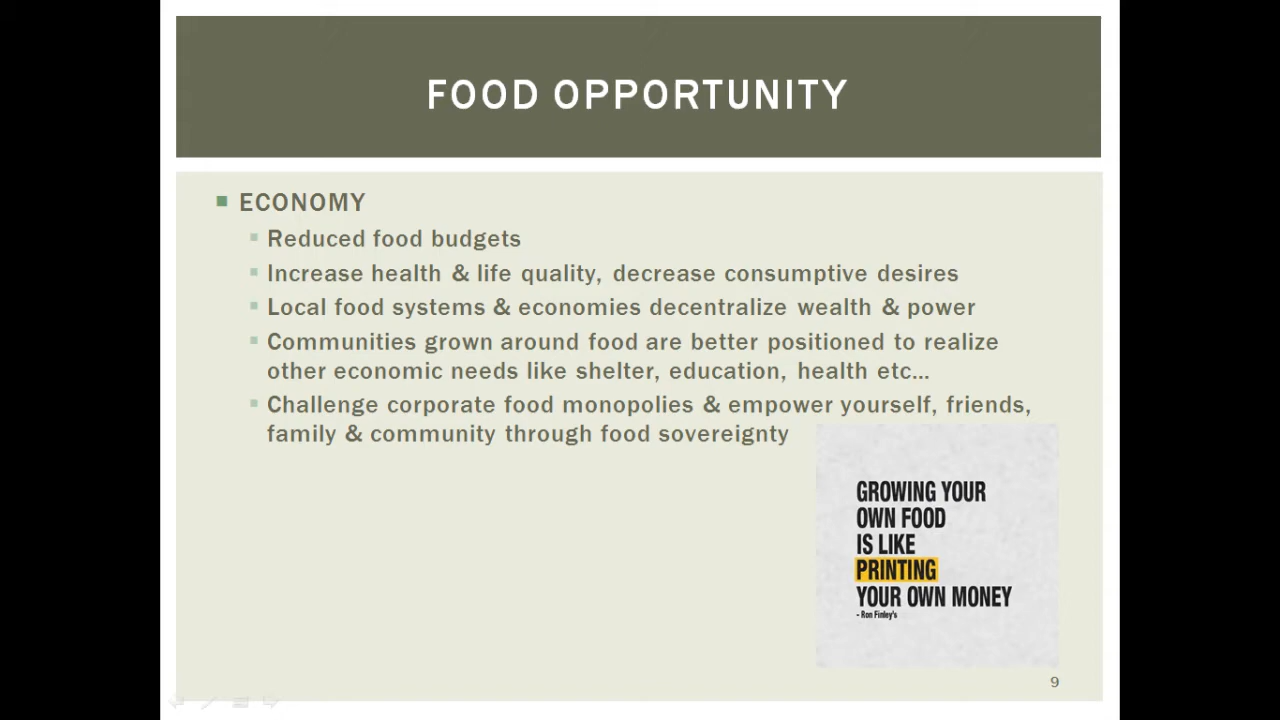 FOOD OPPORTUNITY
ECONOMY
Reduced food budgets
Increase health & life quality, decrease consumptive desires
Local food systems & economies decentralize wealth & power
Communities grown around food are better positioned to realize
other economic needs like shelter, education, health etc...
Challenge corporate food monopolies & empower yourself, friends,
family & community through food sovereignty
GROWING YOUR
OWN FOOD
IS LIKE
PRINTING
YOUR OWN MONEY
- Ron Finley's
9